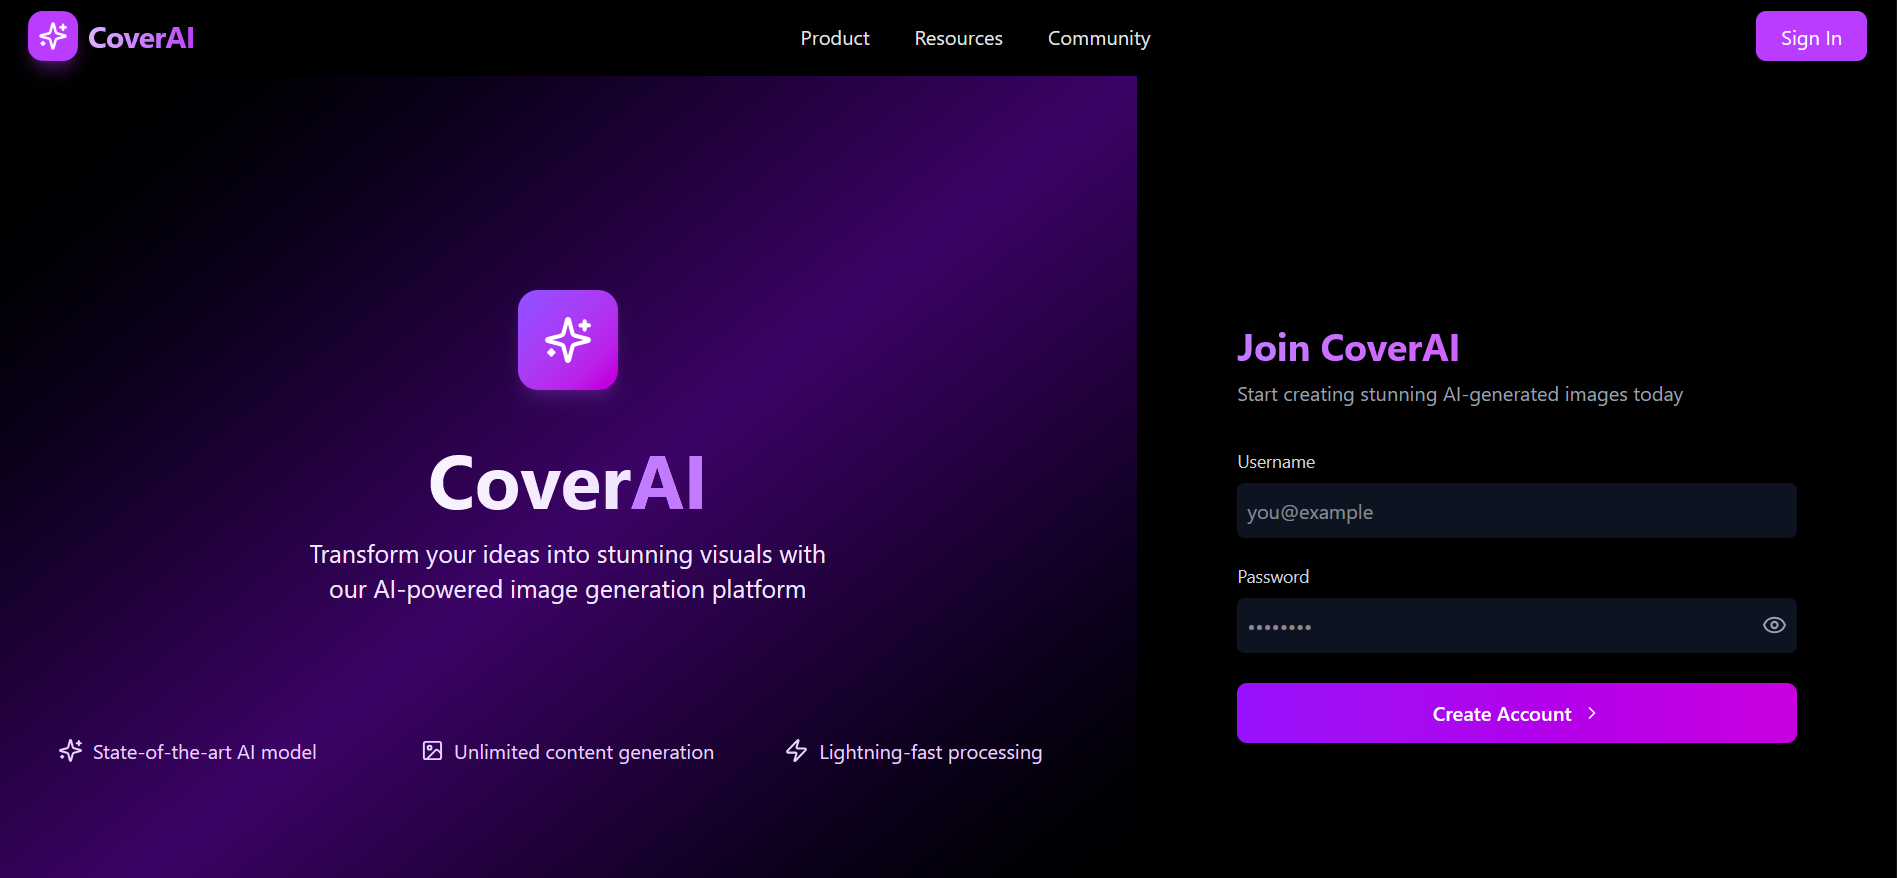 CoverAI
Product
Resources
Community
Sign In
CoverAI
Transform your ideas into stunning visuals with
our AI-powered image generation platform
State-of-the-art AI model
Unlimited content generation
Lightning-fast processing
Join CoverAI
Start creating stunning AI-generated images today
Username
you@example
Password
••••••••
Create Account